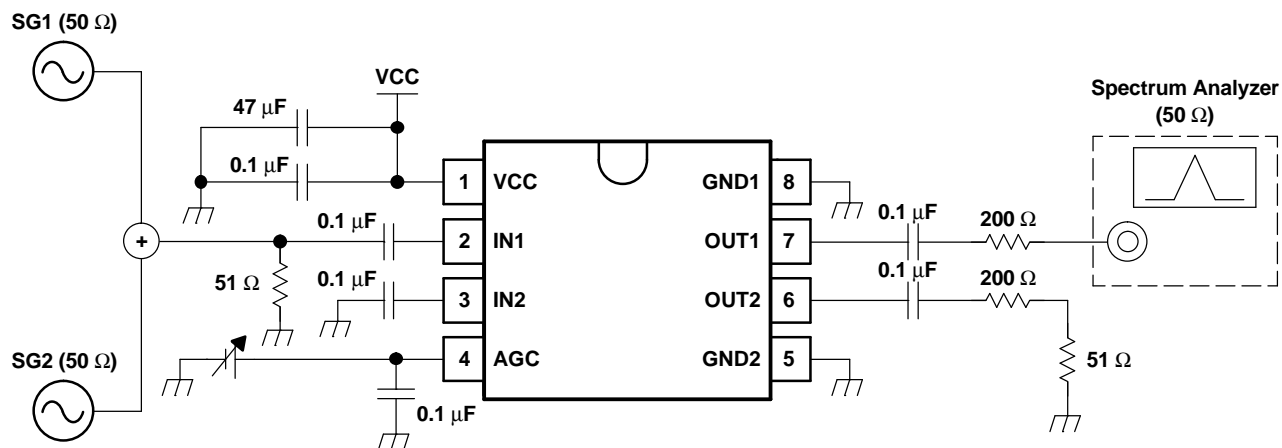 SG1 (50 Ω)
VCC
47 μF
0.1 μF
Spectrum Analyzer
(50 Ω)
1 VCC GND1 8
0.1 μF 0.1 μF 200 Ω
+ 2 IN1 OUT1 7
51 Ω 0.1 μF 0.1 μF 200 Ω
3 IN2 OUT2 6
SG2 (50 Ω)
4 AGC GND2 5
51 Ω
0.1 μF